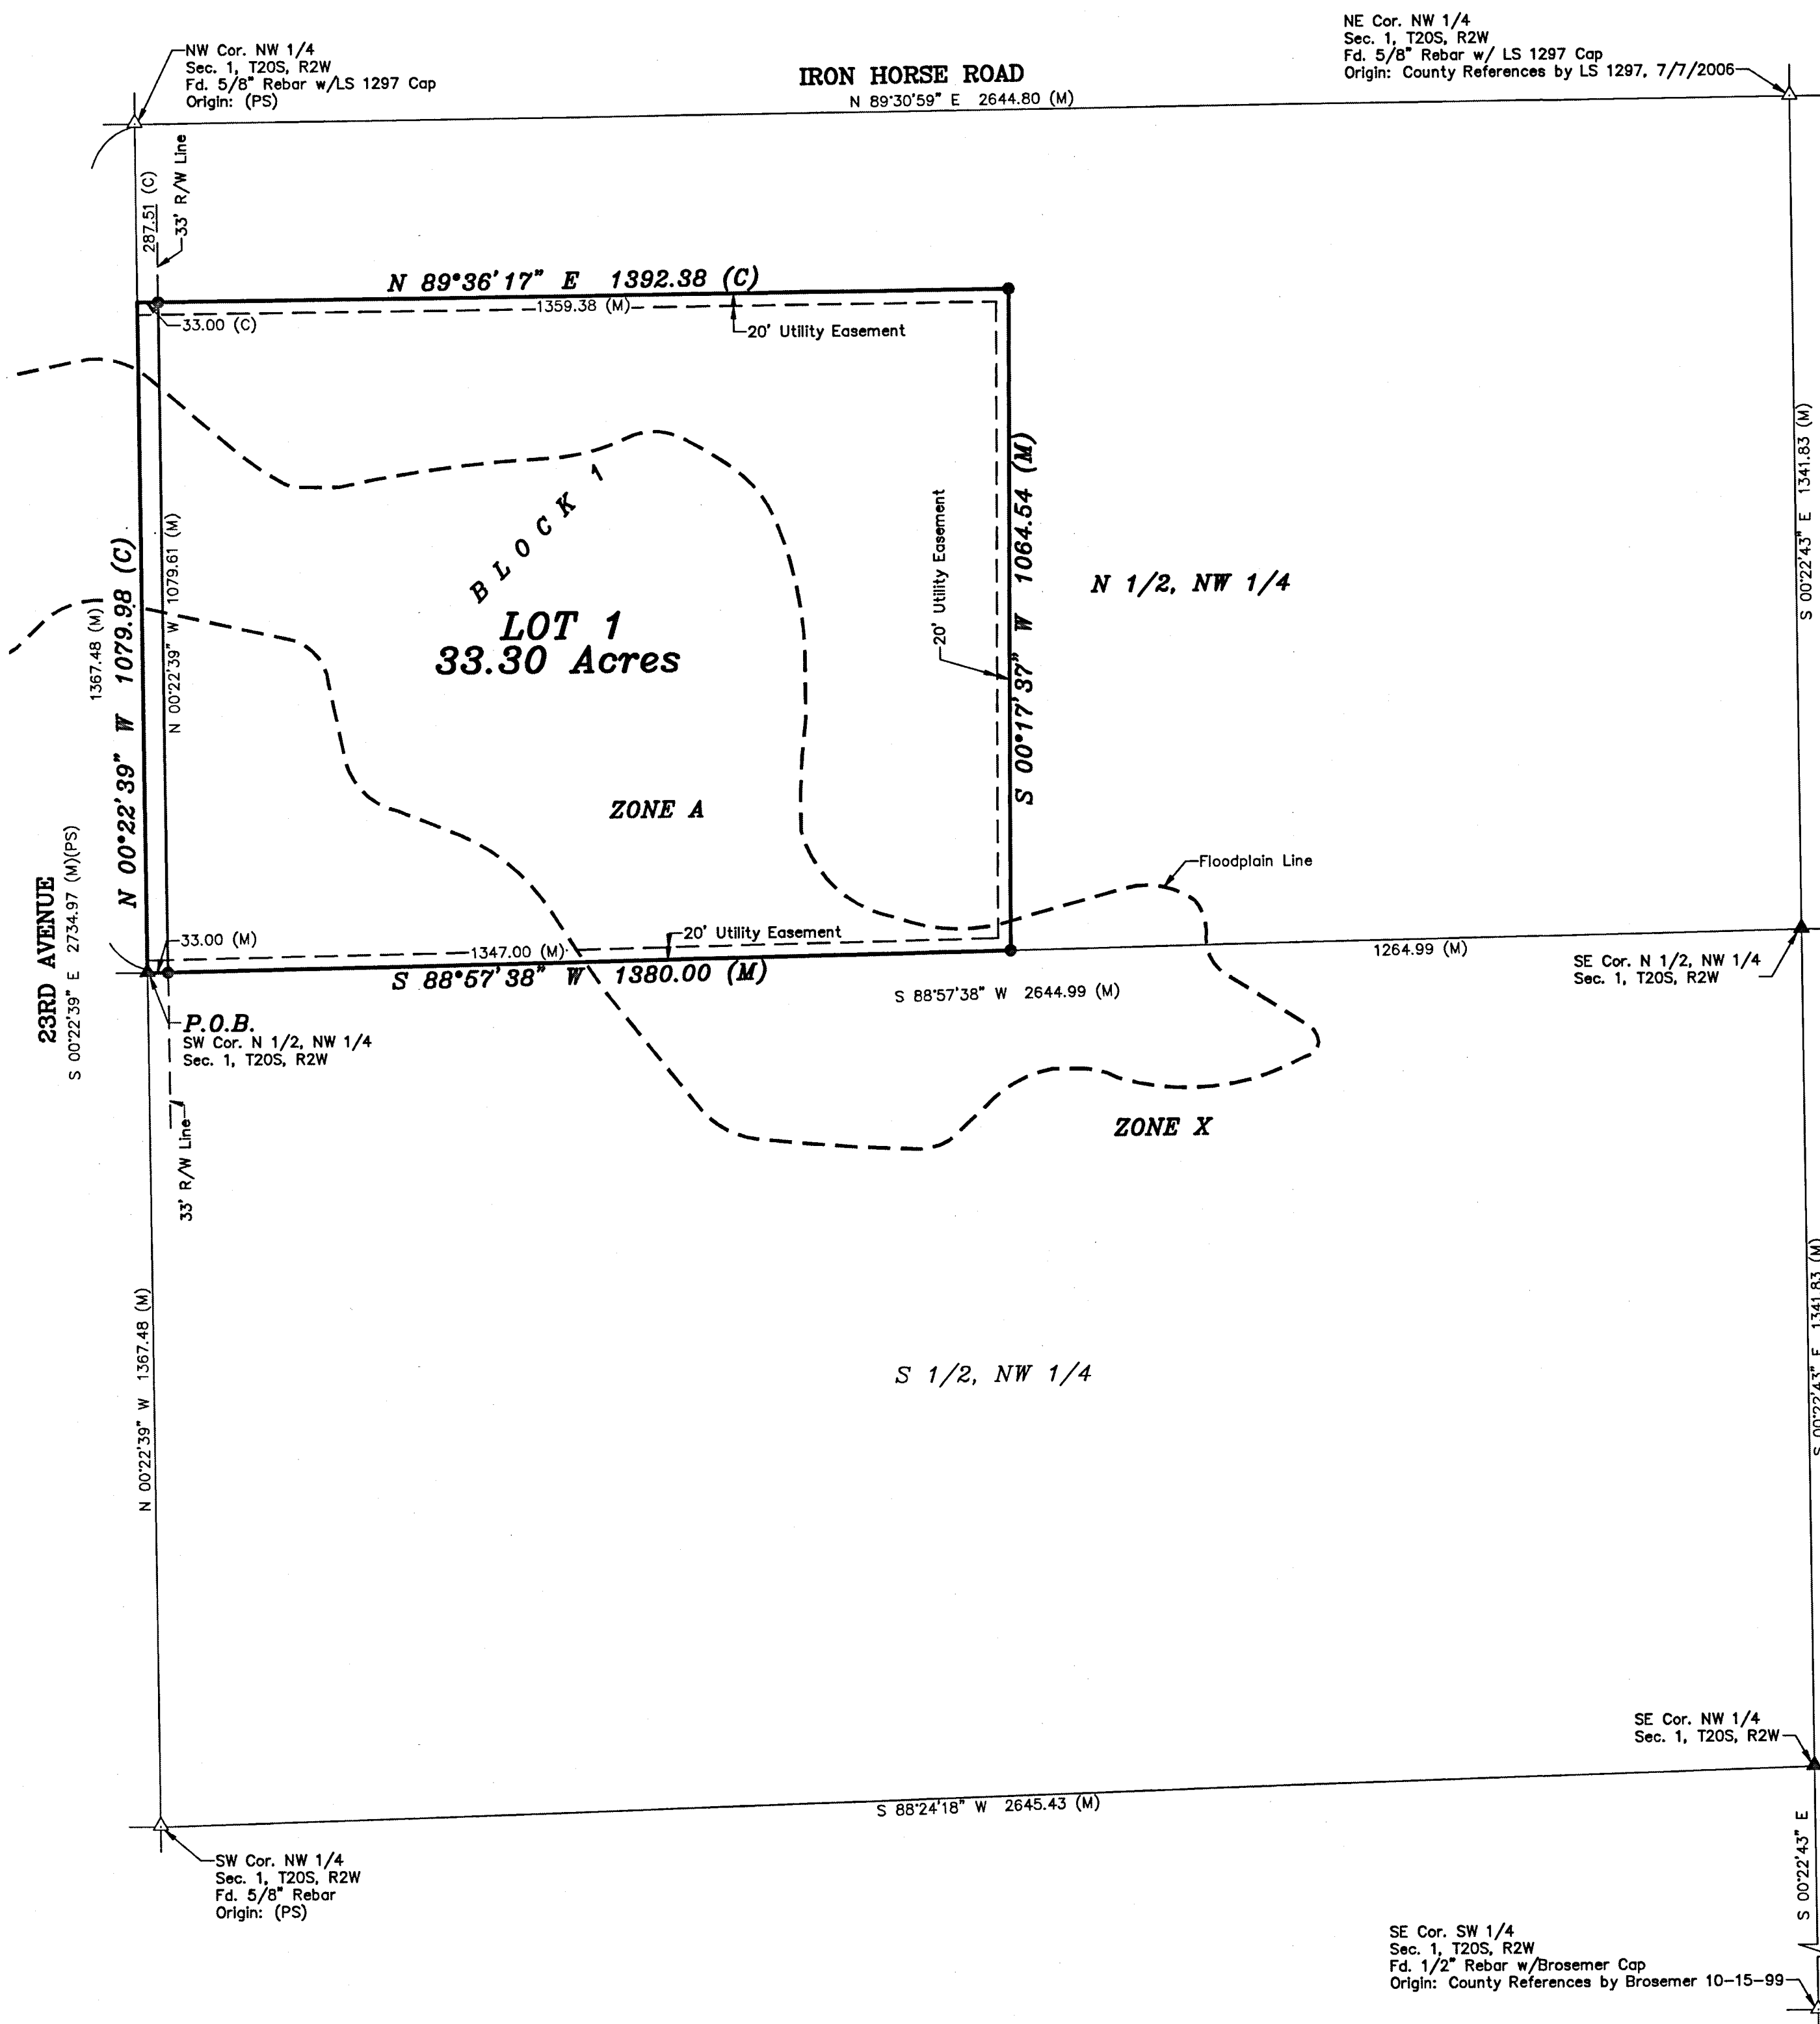 NW Cor. NW 1/4
Sec. 1, T20S, R2W
Fd. 5/8" Rebar w/LS 1297 Cap
Origin: (PS)
IRON HORSE ROAD
N 89°30'59" E 2644.80 (M)
NE Cor. NW 1/4
Sec. 1, T20S, R2W
Fd. 5/8" Rebar w/ LS 1297 Cap
Origin: County References by LS 1297, 7/7/2006
287.51 (C)
33' R/W Line
N 89°36'17" E 1392.38 (C)
1359.38 (M)
33.00 (C)
20' Utility Easement
BLOCK 1
LOT 1
33.30 Acres
20' Utility Easement
S 00°17'37" W 1064.54 (M)
N 1/2, NW 1/4
S 00°22'43" E 1341.83 (M)
1367.48 (M)
N 00°22'39" W 1079.98 (C)
N 00°22'39" W 1079.61 (M)
ZONE A
Floodplain Line
23RD AVENUE
S 00°22'39" E 2734.97 (M)(PS)
33.00 (M)
1347.00 (M)
20' Utility Easement
S 88°57'38" W 1380.00 (M)
1264.99 (M)
S 88°57'38" W 2644.99 (M)
SE Cor. N 1/2, NW 1/4
Sec. 1, T20S, R2W
P.O.B.
SW Cor. N 1/2, NW 1/4
Sec. 1, T20S, R2W
33' R/W Line
ZONE X
N 00°22'39" W 1367.48 (M)
S 1/2, NW 1/4
S 00°22'43" E 1341.83 (M)
SE Cor. NW 1/4
Sec. 1, T20S, R2W
S 88°24'18" W 2645.43 (M)
SW Cor. NW 1/4
Sec. 1, T20S, R2W
Fd. 5/8" Rebar
Origin: (PS)
S 00°22'43" E
SE Cor. SW 1/4
Sec. 1, T20S, R2W
Fd. 1/2" Rebar w/Brosemer Cap
Origin: County References by Brosemer 10-15-99